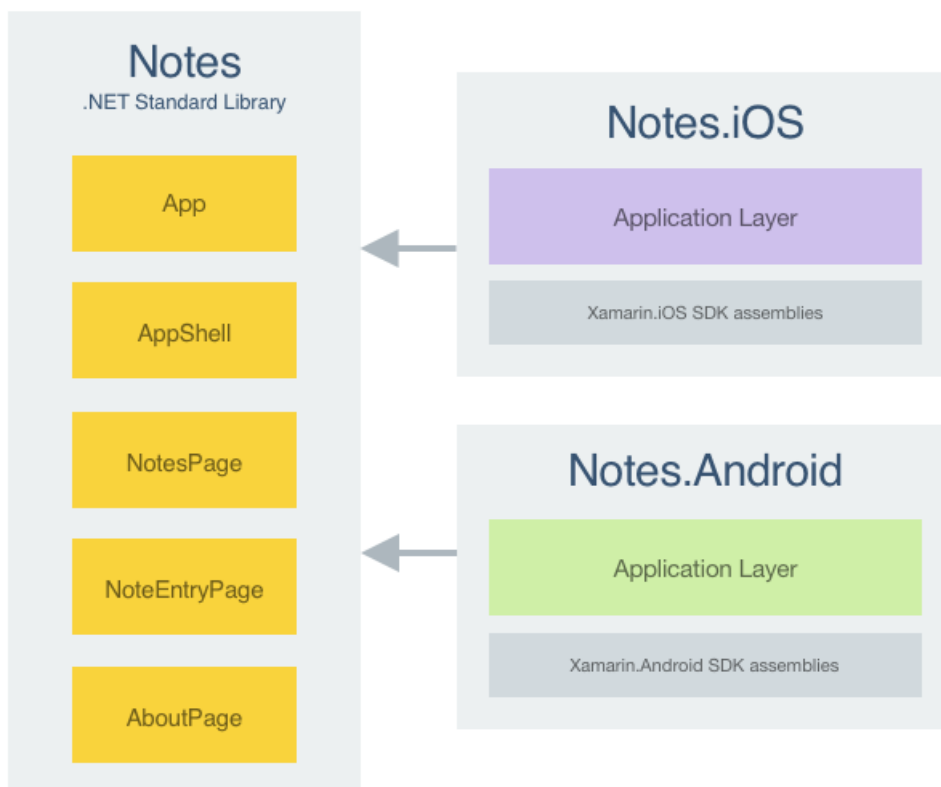 Notes
.NET Standard Library
App
AppShell
NotesPage
NoteEntryPage
AboutPage
Notes.iOS
Application Layer
Xamarin.iOS SDK assemblies
Notes.Android
Application Layer
Xamarin.Android SDK assemblies